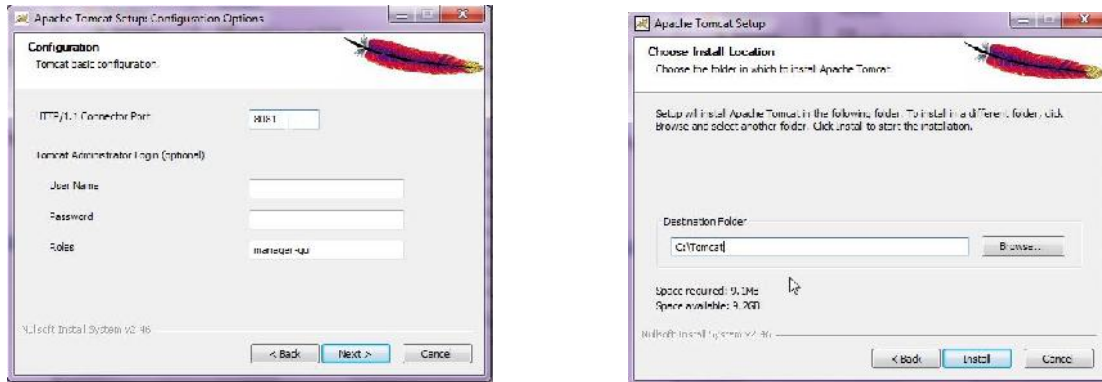 Apache Tomcat Setup: Configuration Options
Configuration
Tomcat basic configuration.
HTTP/1.1 Connector Port
8081
Tomcat Administrator Login (optional)
User Name
Password
Roles
manager-gui
Nullsoft Install System v2.46
< Back
Next >
Cancel
Apache Tomcat Setup
Choose Install Location
Choose the folder in which to install Apache Tomcat.
Setup will install Apache Tomcat in the following folder. To install in a different folder, click
Browse and select another folder. Click Install to start the installation.
Destination Folder
C:\Tomcat
Browse...
Space required: 9.1MB
Space available: 9.2GB
Nullsoft Install System v2.46
< Back
Install
Cancel